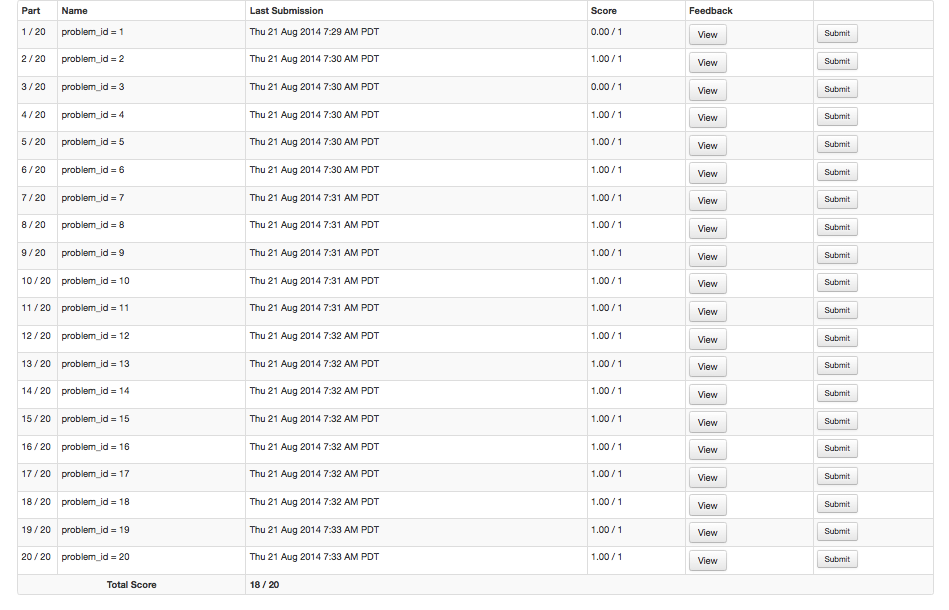 Part Name Last Submission Score Feedback
1 / 20 problem_id = 1 Thu 21 Aug 2014 7:29 AM PDT 0.00 / 1 View Submit
2 / 20 problem_id = 2 Thu 21 Aug 2014 7:30 AM PDT 1.00 / 1 View Submit
3 / 20 problem_id = 3 Thu 21 Aug 2014 7:30 AM PDT 0.00 / 1 View Submit
4 / 20 problem_id = 4 Thu 21 Aug 2014 7:30 AM PDT 1.00 / 1 View Submit
5 / 20 problem_id = 5 Thu 21 Aug 2014 7:30 AM PDT 1.00 / 1 View Submit
6 / 20 problem_id = 6 Thu 21 Aug 2014 7:30 AM PDT 1.00 / 1 View Submit
7 / 20 problem_id = 7 Thu 21 Aug 2014 7:31 AM PDT 1.00 / 1 View Submit
8 / 20 problem_id = 8 Thu 21 Aug 2014 7:31 AM PDT 1.00 / 1 View Submit
9 / 20 problem_id = 9 Thu 21 Aug 2014 7:31 AM PDT 1.00 / 1 View Submit
10 / 20 problem_id = 10 Thu 21 Aug 2014 7:31 AM PDT 1.00 / 1 View Submit
11 / 20 problem_id = 11 Thu 21 Aug 2014 7:31 AM PDT 1.00 / 1 View Submit
12 / 20 problem_id = 12 Thu 21 Aug 2014 7:32 AM PDT 1.00 / 1 View Submit
13 / 20 problem_id = 13 Thu 21 Aug 2014 7:32 AM PDT 1.00 / 1 View Submit
14 / 20 problem_id = 14 Thu 21 Aug 2014 7:32 AM PDT 1.00 / 1 View Submit
15 / 20 problem_id = 15 Thu 21 Aug 2014 7:32 AM PDT 1.00 / 1 View Submit
16 / 20 problem_id = 16 Thu 21 Aug 2014 7:32 AM PDT 1.00 / 1 View Submit
17 / 20 problem_id = 17 Thu 21 Aug 2014 7:32 AM PDT 1.00 / 1 View Submit
18 / 20 problem_id = 18 Thu 21 Aug 2014 7:32 AM PDT 1.00 / 1 View Submit
19 / 20 problem_id = 19 Thu 21 Aug 2014 7:33 AM PDT 1.00 / 1 View Submit
20 / 20 problem_id = 20 Thu 21 Aug 2014 7:33 AM PDT 1.00 / 1 View Submit
Total Score 18 / 20